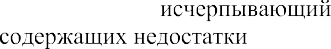 исчерпывающий
содержащих недостатки